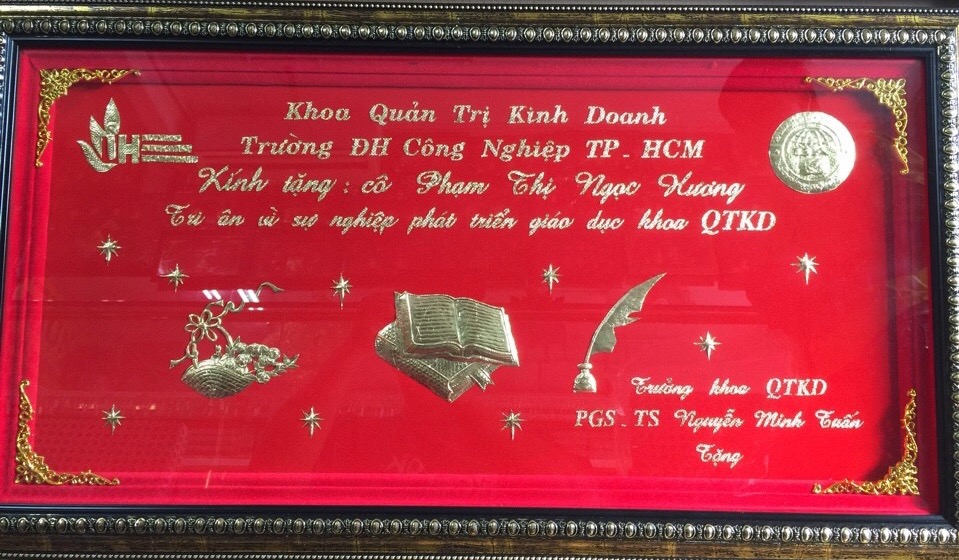 IUH
Khoa Quản Trị Kinh Doanh
Trường ĐH Công Nghiệp TP - HCM
Kính tặng : cô Phạm Thị Ngọc Hương
Tri ân vì sự nghiệp phát triển giáo dục khoa QTKD
Trưởng khoa QTKD
PGS - TS Nguyễn Minh Tuấn
Tặng